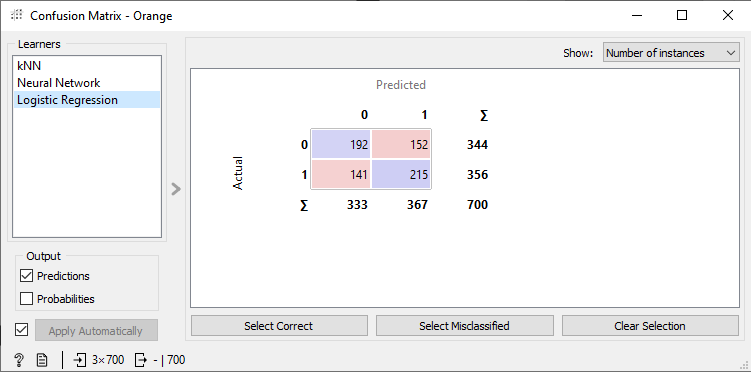 Confusion Matrix - Orange
Learners
kNN
Neural Network
Logistic Regression
Output
Predictions
Probabilities
Apply Automatically
? 3×700 - | 700
Show: Number of instances
Predicted
0 1 Σ
Actual
0 192 152 344
1 141 215 356
Σ 333 367 700
Select Correct Select Misclassified Clear Selection